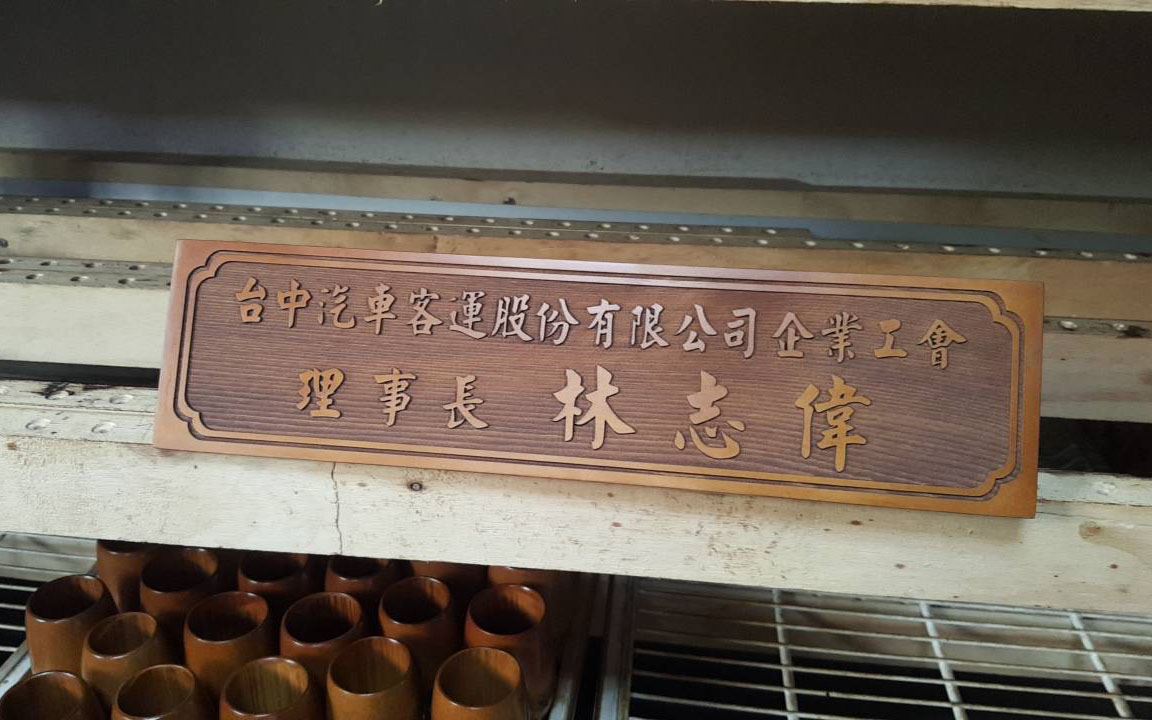 台中汽車客運股份有限公司企業工會
理事長 林志偉